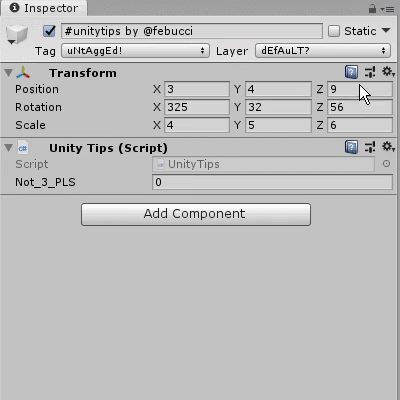 Inspector
#unitytips by @febucci
Static
Tag uNtAggEd! Layer dEfAuLT?
Transform
Position X 3 Y 4 Z 9
Rotation X 325 Y 32 Z 56
Scale X 4 Y 5 Z 6
Unity Tips (Script)
Script UnityTips
Not_3_PLS 0
Add Component